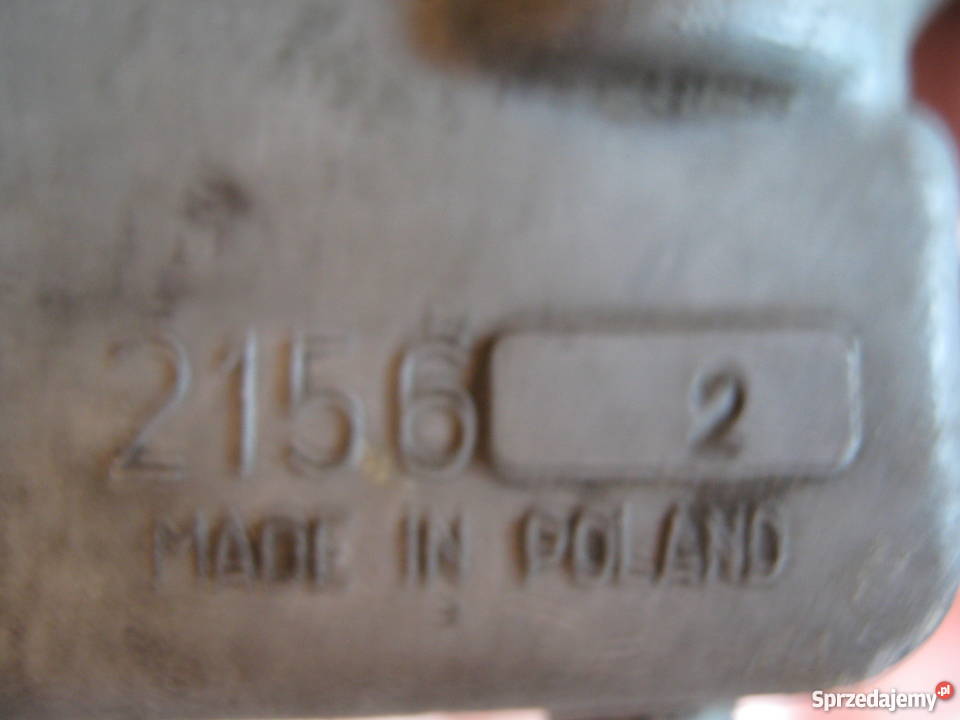 2156 2
MADE IN POLAND
Sprzedajemy.pl